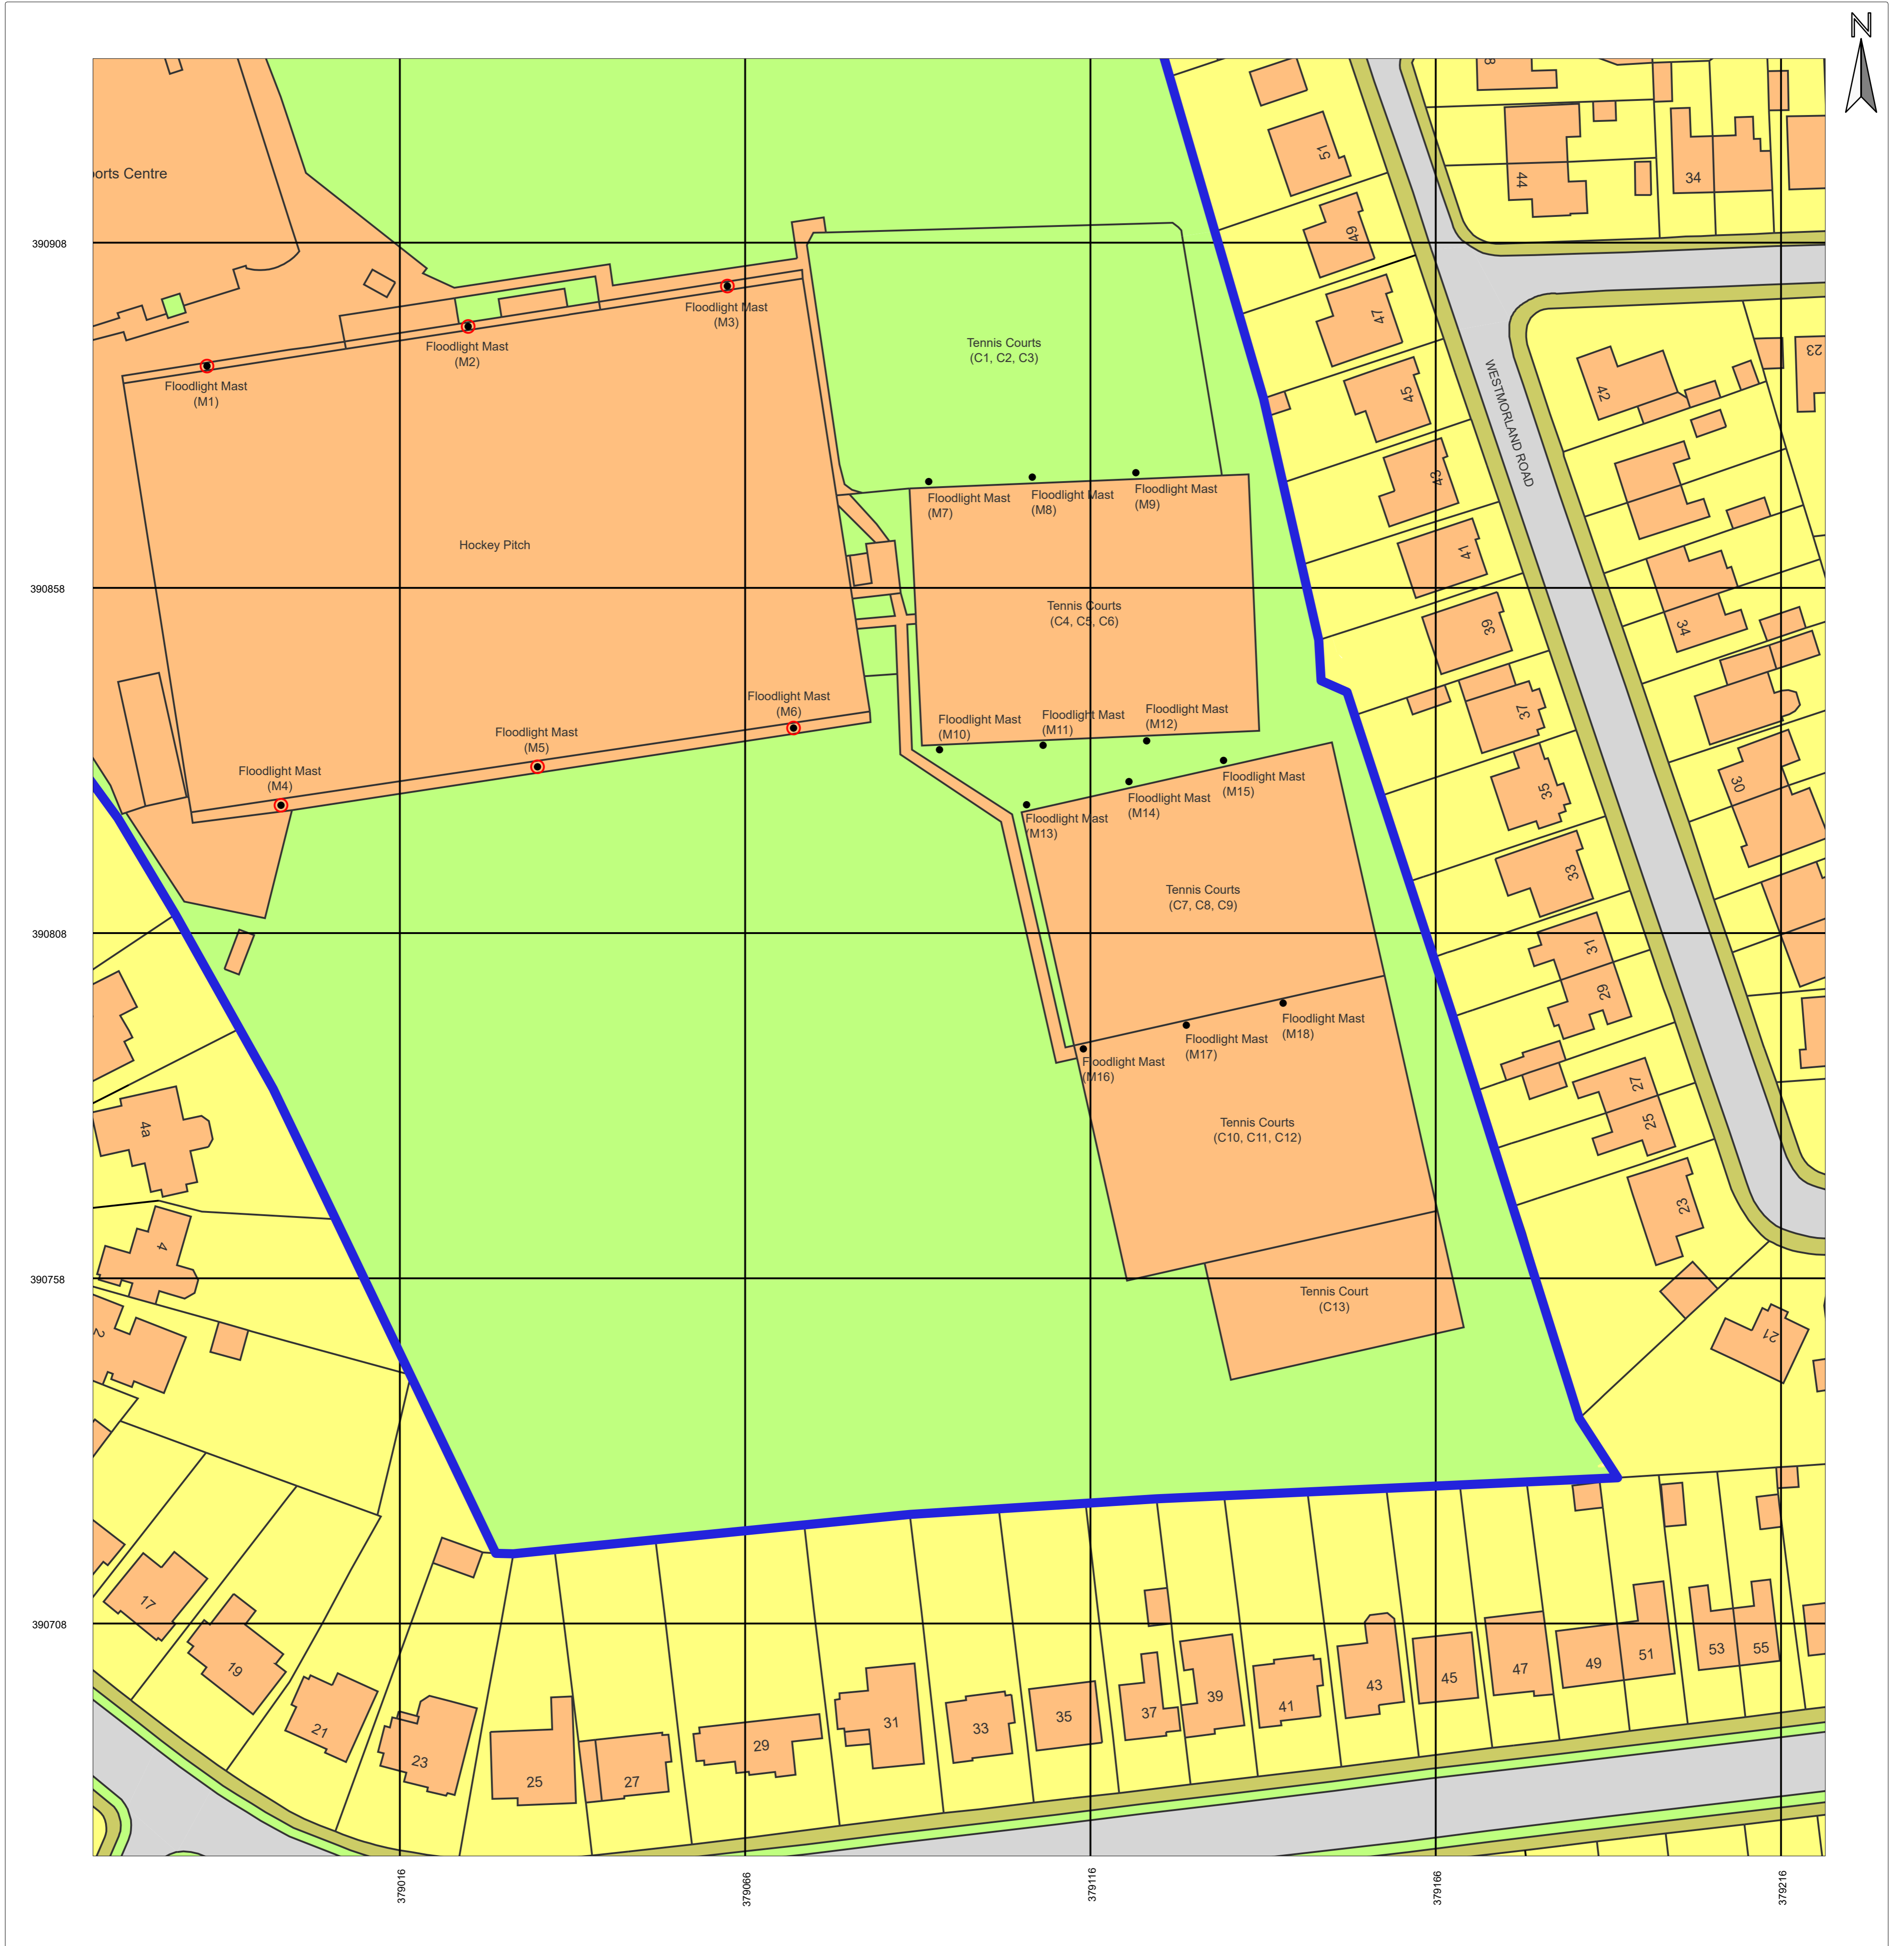 N
orts Centre
51
44
34
49
390908
Floodlight Mast
(M3)
47
Floodlight Mast
(M2)
Tennis Courts
(C1, C2, C3)
23
Floodlight Mast
(M1)
45
42
WESTMORLAND ROAD
43
Floodlight Mast
(M7)
Floodlight Mast
(M8)
Floodlight Mast
(M9)
Hockey Pitch
41
390858
Tennis Courts
(C4, C5, C6)
39
34
Floodlight Mast
(M6)
37
Floodlight Mast
(M10)
Floodlight Mast
(M11)
Floodlight Mast
(M12)
Floodlight Mast
(M5)
Floodlight Mast
(M4)
Floodlight Mast
(M15)
35
30
Floodlight Mast
(M14)
Floodlight Mast
(M13)
33
Tennis Courts
(C7, C8, C9)
390808
31
29
Floodlight Mast
(M18)
Floodlight Mast
(M17)
Floodlight Mast
(M16)
27
25
4a
Tennis Courts
(C10, C11, C12)
23
4
390758
Tennis Court
(C13)
2
21
390708
17
19
21
23
25
27
29
31
33
35
37
39
41
43
45
47
49
51
53
55
379016
379066
379116
379166
379216